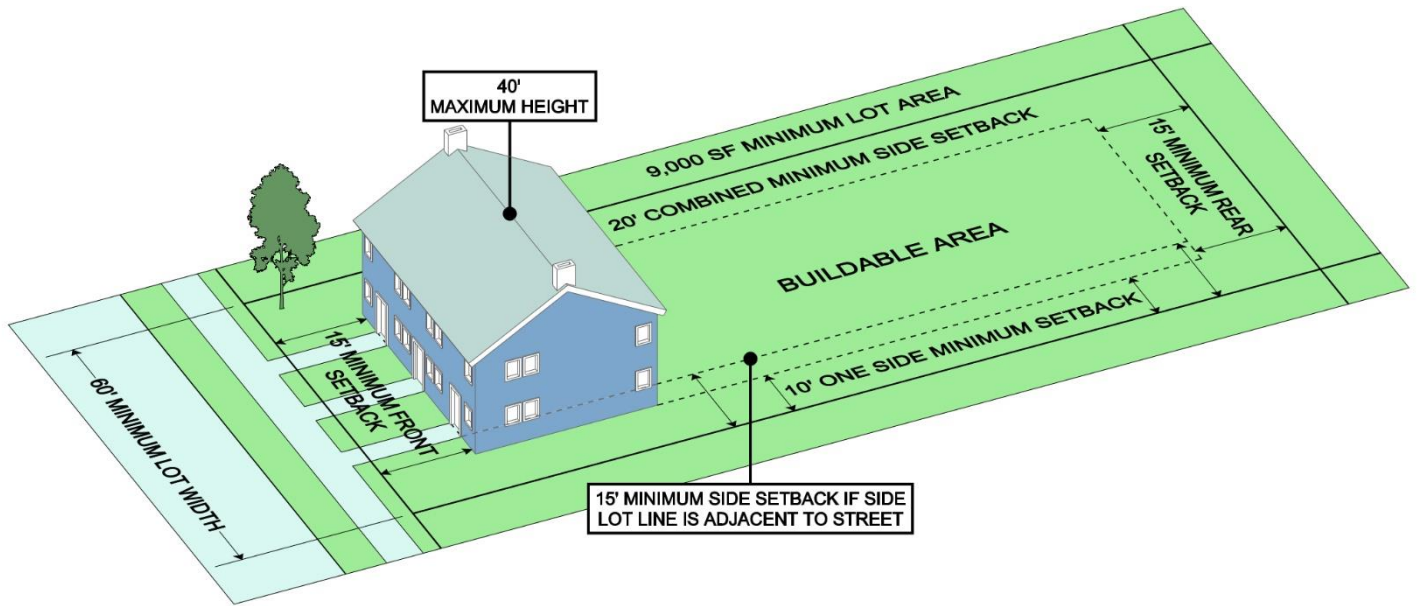 40'
MAXIMUM HEIGHT
9,000 SF MINIMUM LOT AREA
20' COMBINED MINIMUM SIDE SETBACK
15' MINIMUM REAR
SETBACK
BUILDABLE AREA
10' ONE SIDE MINIMUM SETBACK
15' MINIMUM FRONT
SETBACK
60' MINIMUM LOT WIDTH
15' MINIMUM SIDE SETBACK IF SIDE
LOT LINE IS ADJACENT TO STREET